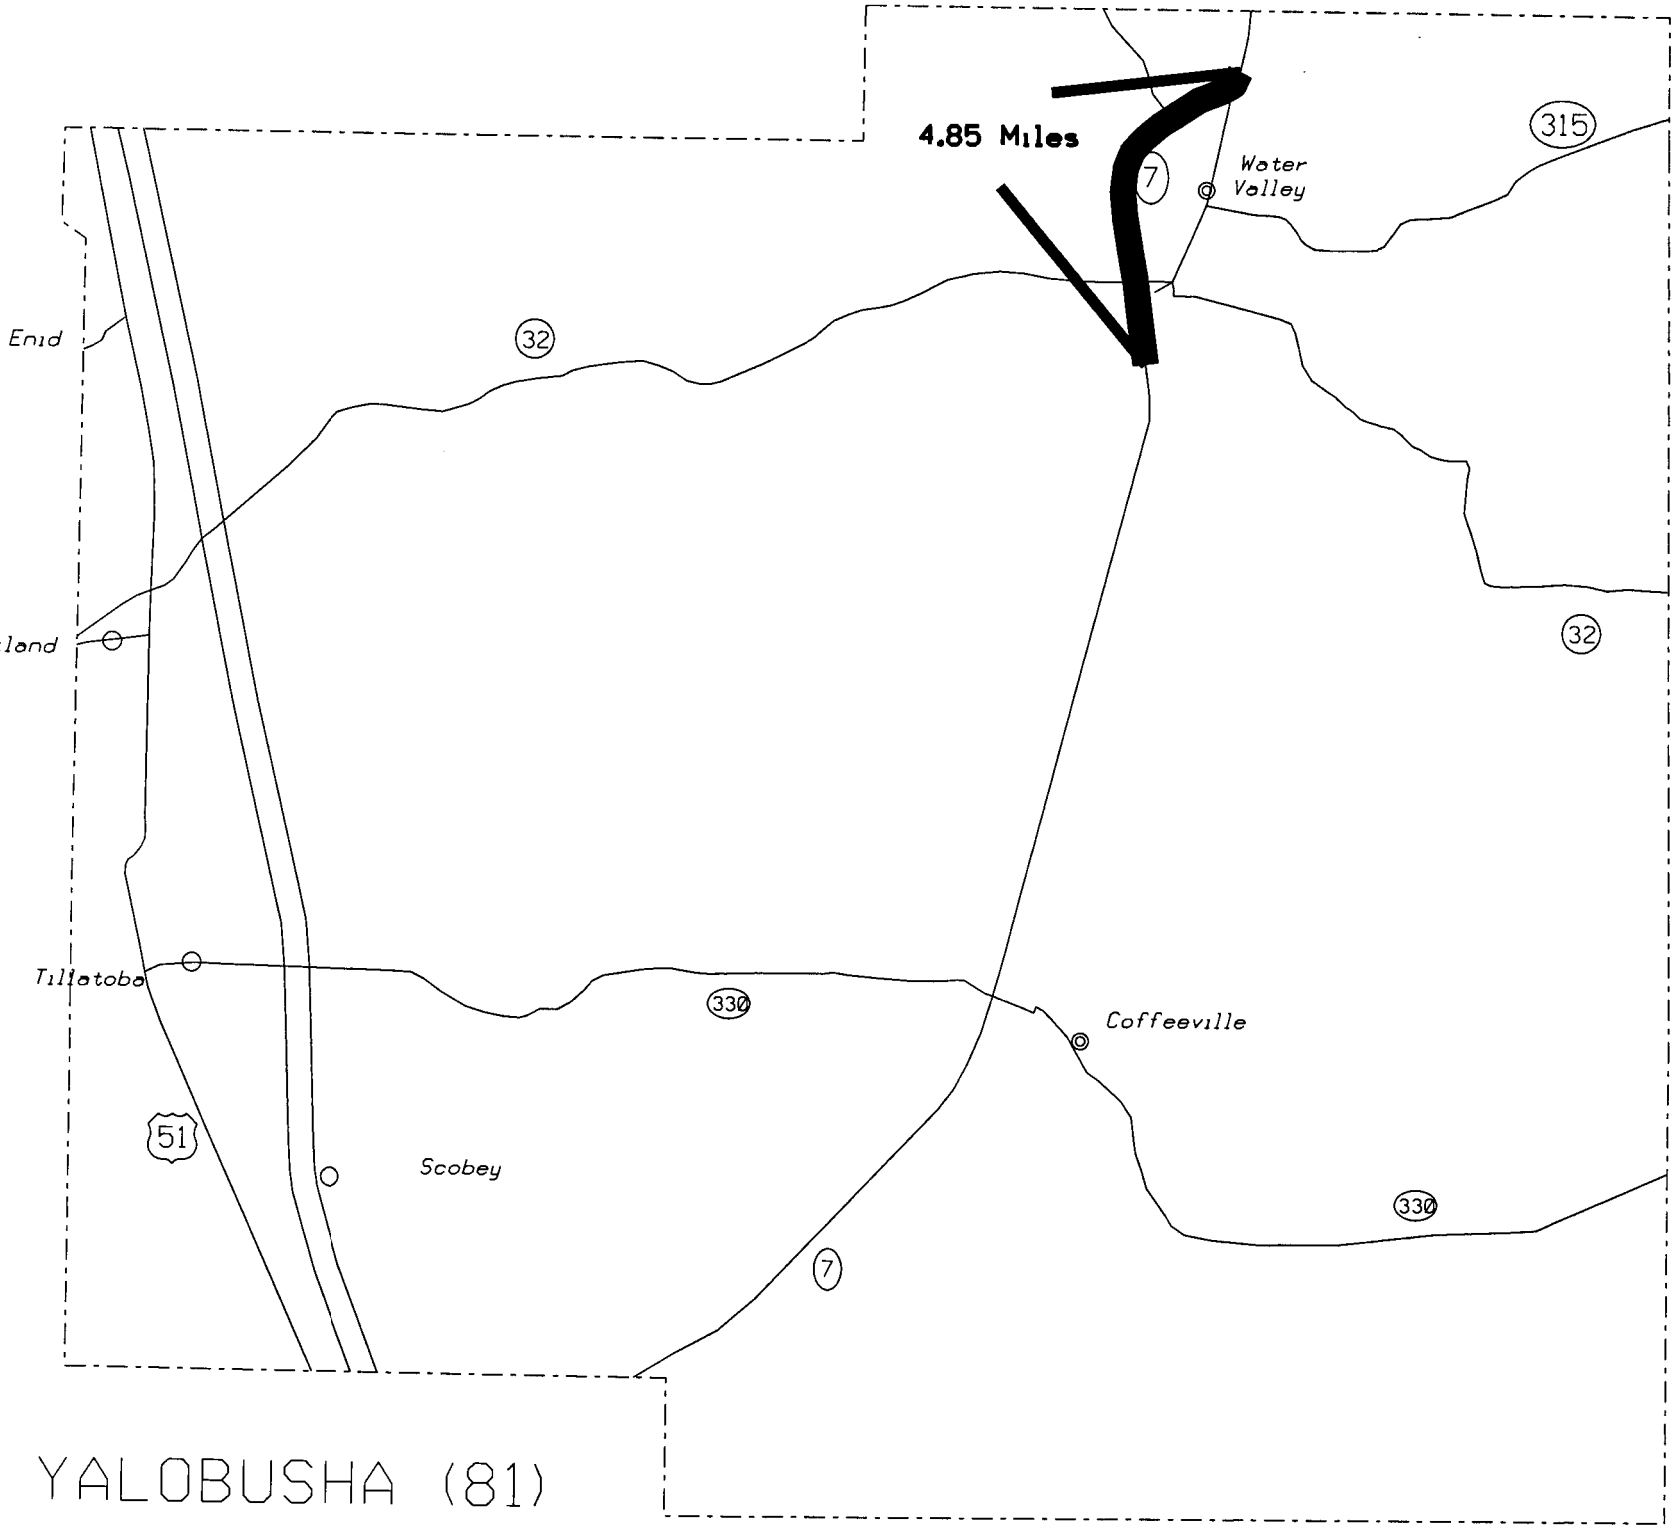 4.85 Miles
315
7
Water
Valley
Enid
32
land
32
Tillatoba
330
Coffeeville
51
Scobey
330
7
YALOBUSHA (81)